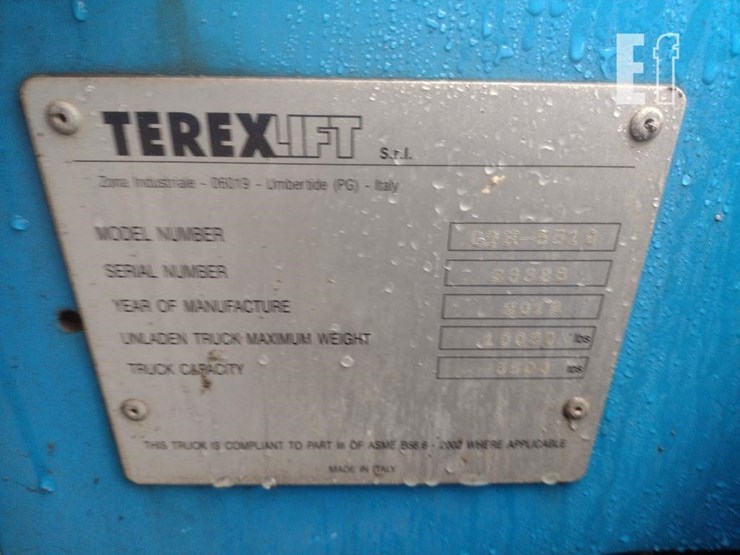 Ef
TEREXLIFT S.r.l.
Zona Industriale - 06019 - Umbertide (PG) - Italy
MODEL NUMBER
SERIAL NUMBER
YEAR OF MANUFACTURE
UNLADEN TRUCK MAXIMUM WEIGHT lbs
TRUCK CAPACITY lbs
THIS TRUCK IS COMPLIANT TO PART III OF ASME B56.6 - 2002 WHERE APPLICABLE
MADE IN ITALY